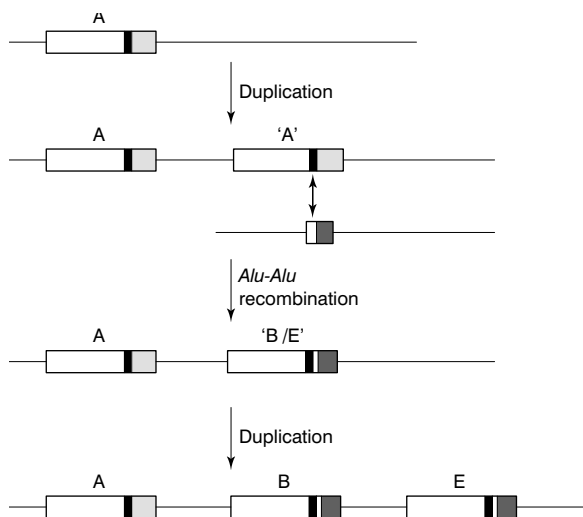 A
Duplication
A ‘A’
Alu-Alu
recombination
A ‘B /E’
Duplication
A B E